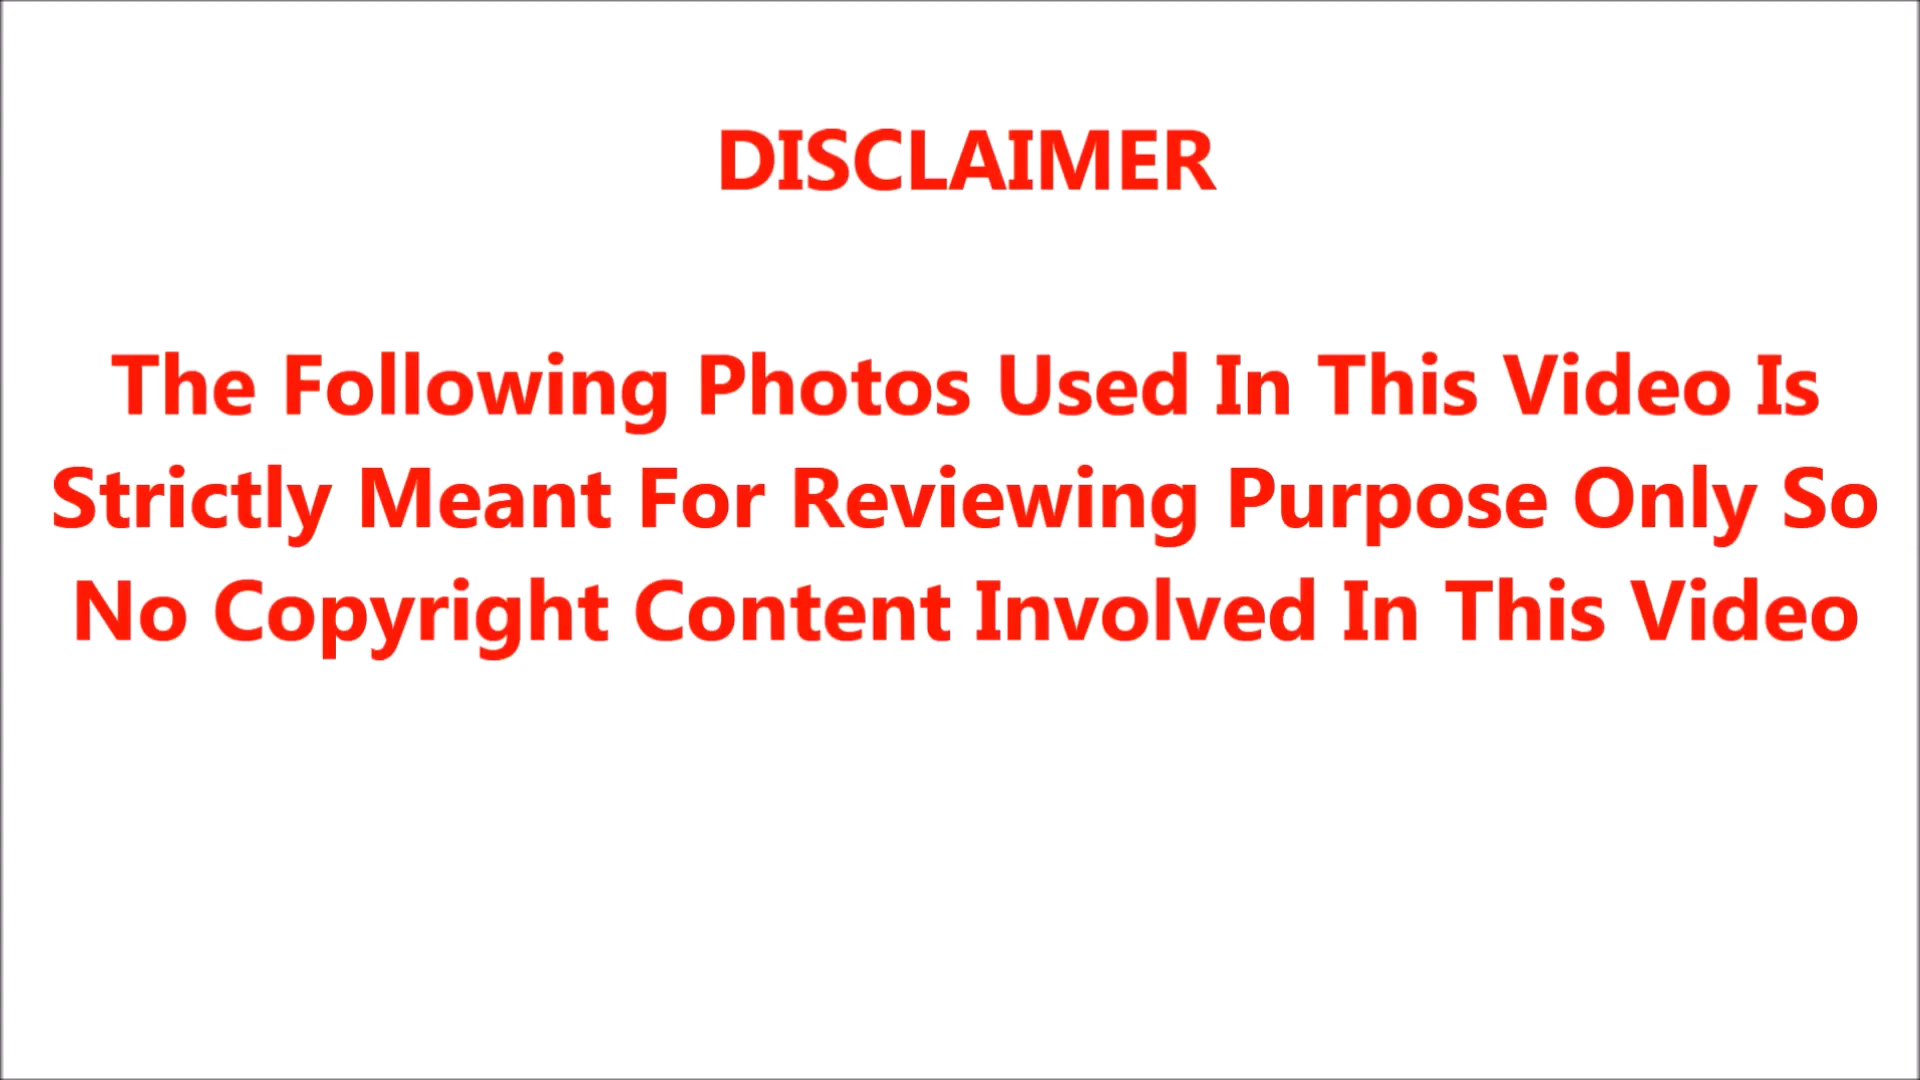 DISCLAIMER
The Following Photos Used In This Video Is
Strictly Meant For Reviewing Purpose Only So
No Copyright Content Involved In This Video